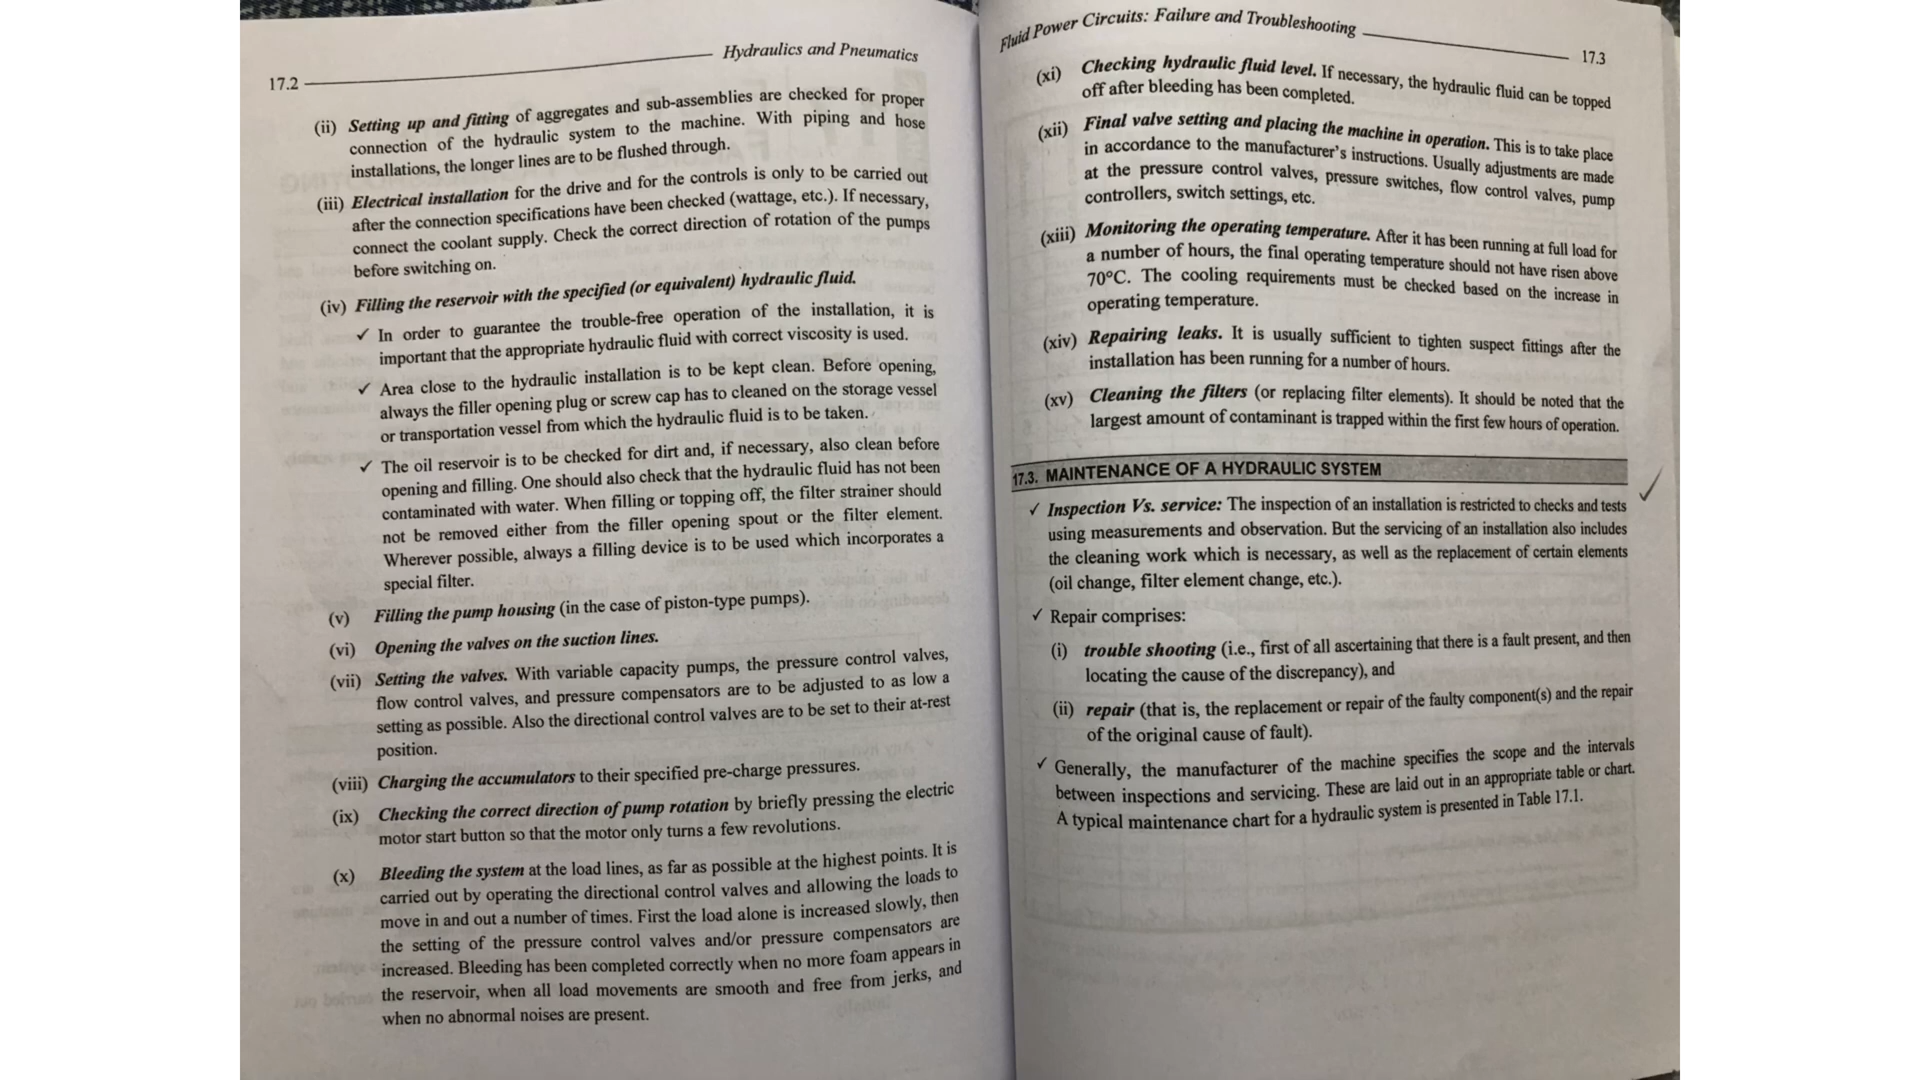 17.2 Hydraulics and Pneumatics
(ii) Setting up and fitting of aggregates and sub-assemblies are checked for proper
connection of the hydraulic system to the machine. With piping and hose
installations, the longer lines are to be flushed through.
(iii) Electrical installation for the drive and for the controls is only to be carried out
after the connection specifications have been checked (wattage, etc.). If necessary,
connect the coolant supply. Check the correct direction of rotation of the pumps
before switching on.
(iv) Filling the reservoir with the specified (or equivalent) hydraulic fluid.
✓ In order to guarantee the trouble-free operation of the installation, it is
important that the appropriate hydraulic fluid with correct viscosity is used.
✓ Area close to the hydraulic installation is to be kept clean. Before opening,
always the filler opening plug or screw cap has to cleaned on the storage vessel
or transportation vessel from which the hydraulic fluid is to be taken.
✓ The oil reservoir is to be checked for dirt and, if necessary, also clean before
opening and filling. One should also check that the hydraulic fluid has not been
contaminated with water. When filling or topping off, the filter strainer should
not be removed either from the filler opening spout or the filter element.
Wherever possible, always a filling device is to be used which incorporates a
special filter.
(v) Filling the pump housing (in the case of piston-type pumps).
(vi) Opening the valves on the suction lines.
(vii) Setting the valves. With variable capacity pumps, the pressure control valves,
flow control valves, and pressure compensators are to be adjusted to as low a
setting as possible. Also the directional control valves are to be set to their at-rest
position.
(viii) Charging the accumulators to their specified pre-charge pressures.
(ix) Checking the correct direction of pump rotation by briefly pressing the electric
motor start button so that the motor only turns a few revolutions.
(x) Bleeding the system at the load lines, as far as possible at the highest points. It is
carried out by operating the directional control valves and allowing the loads to
move in and out a number of times. First the load alone is increased slowly, then
the setting of the pressure control valves and/or pressure compensators are
increased. Bleeding has been completed correctly when no more foam appears in
the reservoir, when all load movements are smooth and free from jerks, and
when no abnormal noises are present.
Fluid Power Circuits: Failure and Troubleshooting 17.3
(xi) Checking hydraulic fluid level. If necessary, the hydraulic fluid can be topped
off after bleeding has been completed.
(xii) Final valve setting and placing the machine in operation. This is to take place
in accordance to the manufacturer's instructions. Usually adjustments are made
at the pressure control valves, pressure switches, flow control valves, pump
controllers, switch settings, etc.
(xiii) Monitoring the operating temperature. After it has been running at full load for
a number of hours, the final operating temperature should not have risen above
70°C. The cooling requirements must be checked based on the increase in
operating temperature.
(xiv) Repairing leaks. It is usually sufficient to tighten suspect fittings after the
installation has been running for a number of hours.
(xv) Cleaning the filters (or replacing filter elements). It should be noted that the
largest amount of contaminant is trapped within the first few hours of operation.
17.3. MAINTENANCE OF A HYDRAULIC SYSTEM
✓ Inspection Vs. service: The inspection of an installation is restricted to checks and tests
using measurements and observation. But the servicing of an installation also includes
the cleaning work which is necessary, as well as the replacement of certain elements
(oil change, filter element change, etc.).
✓ Repair comprises:
(i) trouble shooting (i.e., first of all ascertaining that there is a fault present, and then
locating the cause of the discrepancy), and
(ii) repair (that is, the replacement or repair of the faulty component(s) and the repair
of the original cause of fault).
✓ Generally, the manufacturer of the machine specifies the scope and the intervals
between inspections and servicing. These are laid out in an appropriate table or chart.
A typical maintenance chart for a hydraulic system is presented in Table 17.1.